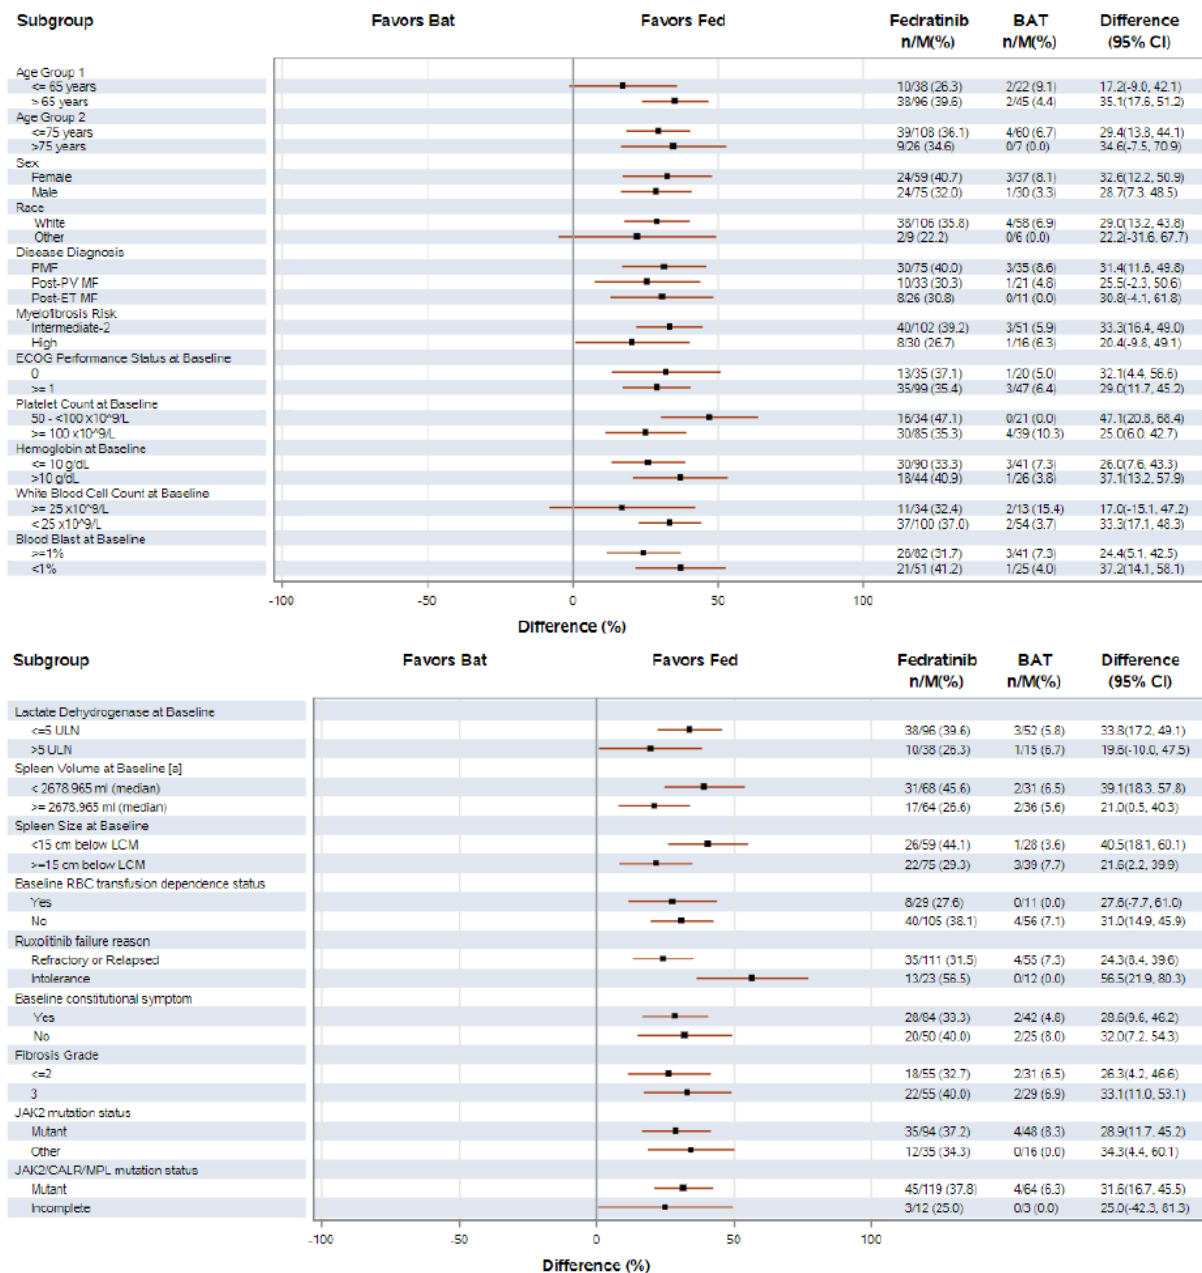 Subgroup Favors Bat Favors Fed Fedratinib BAT Difference
n/M(%) n/M(%) (95% CI)
Age Group 1
<= 65 years 10/38 (26.3) 2/22 (9.1) 17.2(-9.0, 42.1)
> 65 years 38/96 (39.6) 2/45 (4.4) 35.1(17.6, 51.2)
Age Group 2
<=75 years 39/108 (36.1) 4/60 (6.7) 29.4(13.8, 44.1)
>75 years 9/26 (34.6) 0/7 (0.0) 34.6(-7.5, 70.9)
Sex
Female 24/59 (40.7) 3/37 (8.1) 32.6(12.2, 50.9)
Male 24/75 (32.0) 1/30 (3.3) 28.7(7.3, 48.5)
Race
White 38/106 (35.8) 4/58 (6.9) 29.0(13.2, 43.8)
Other 2/9 (22.2) 0/6 (0.0) 22.2(-31.6, 67.7)
Disease Diagnosis
PMF 30/75 (40.0) 3/35 (8.6) 31.4(11.6, 49.8)
Post-PV MF 10/33 (30.3) 1/21 (4.8) 25.5(-2.3, 50.6)
Post-ET MF 8/26 (30.8) 0/11 (0.0) 30.8(-4.1, 61.8)
Myelofibrosis Risk
Intermediate-2 40/102 (39.2) 3/51 (5.9) 33.3(16.4, 49.0)
High 8/30 (26.7) 1/16 (6.3) 20.4(-9.8, 49.1)
ECOG Performance Status at Baseline
0 13/35 (37.1) 1/20 (5.0) 32.1(4.4, 56.6)
>= 1 35/99 (35.4) 3/47 (6.4) 29.0(11.7, 45.2)
Platelet Count at Baseline
50 - <100 x10^9/L 16/34 (47.1) 0/21 (0.0) 47.1(20.8, 68.4)
>= 100 x10^9/L 30/85 (35.3) 4/39 (10.3) 25.0(6.0, 42.7)
Hemoglobin at Baseline
<= 10 g/dL 30/90 (33.3) 3/41 (7.3) 26.0(7.6, 43.3)
>10 g/dL 18/44 (40.9) 1/26 (3.8) 37.1(13.2, 57.9)
White Blood Cell Count at Baseline
>= 25 x10^9/L 11/34 (32.4) 2/13 (15.4) 17.0(-15.1, 47.2)
< 25 x10^9/L 37/100 (37.0) 2/54 (3.7) 33.3(17.1, 48.3)
Blood Blast at Baseline
>=1% 26/82 (31.7) 3/41 (7.3) 24.4(5.1, 42.5)
<1% 21/51 (41.2) 1/25 (4.0) 37.2(14.1, 58.1)
-100 -50 0 50 100
Difference (%)
Subgroup Favors Bat Favors Fed Fedratinib BAT Difference
n/M(%) n/M(%) (95% CI)
Lactate Dehydrogenase at Baseline
<=5 ULN 38/96 (39.6) 3/52 (5.8) 33.8(17.2, 49.1)
>5 ULN 10/38 (26.3) 1/15 (6.7) 19.6(-10.0, 47.5)
Spleen Volume at Baseline [a]
< 2678.965 ml (median) 31/68 (45.6) 2/31 (6.5) 39.1(18.3, 57.8)
>= 2678.965 ml (median) 17/64 (26.6) 2/36 (5.6) 21.0(0.5, 40.3)
Spleen Size at Baseline
<15 cm below LCM 26/59 (44.1) 1/28 (3.6) 40.5(18.1, 60.1)
>=15 cm below LCM 22/75 (29.3) 3/39 (7.7) 21.6(2.2, 39.9)
Baseline RBC transfusion dependence status
Yes 8/29 (27.6) 0/11 (0.0) 27.6(-7.7, 61.0)
No 40/105 (38.1) 4/56 (7.1) 31.0(14.9, 45.9)
Ruxolitinib failure reason
Refractory or Relapsed 35/111 (31.5) 4/55 (7.3) 24.3(8.4, 39.6)
Intolerance 13/23 (56.5) 0/12 (0.0) 56.5(21.9, 80.3)
Baseline constitutional symptom
Yes 28/84 (33.3) 2/42 (4.8) 28.6(9.6, 46.2)
No 20/50 (40.0) 2/25 (8.0) 32.0(7.2, 54.3)
Fibrosis Grade
<=2 18/55 (32.7) 2/31 (6.5) 26.3(4.2, 46.6)
3 22/55 (40.0) 2/29 (6.9) 33.1(11.0, 53.1)
JAK2 mutation status
Mutant 35/94 (37.2) 4/48 (8.3) 28.9(11.7, 45.2)
Other 12/35 (34.3) 0/16 (0.0) 34.3(4.4, 60.1)
JAK2/CALR/MPL mutation status
Mutant 45/119 (37.8) 4/64 (6.3) 31.6(16.7, 45.5)
Incomplete 3/12 (25.0) 0/3 (0.0) 25.0(-42.3, 81.3)
-100 -50 0 50 100
Difference (%)